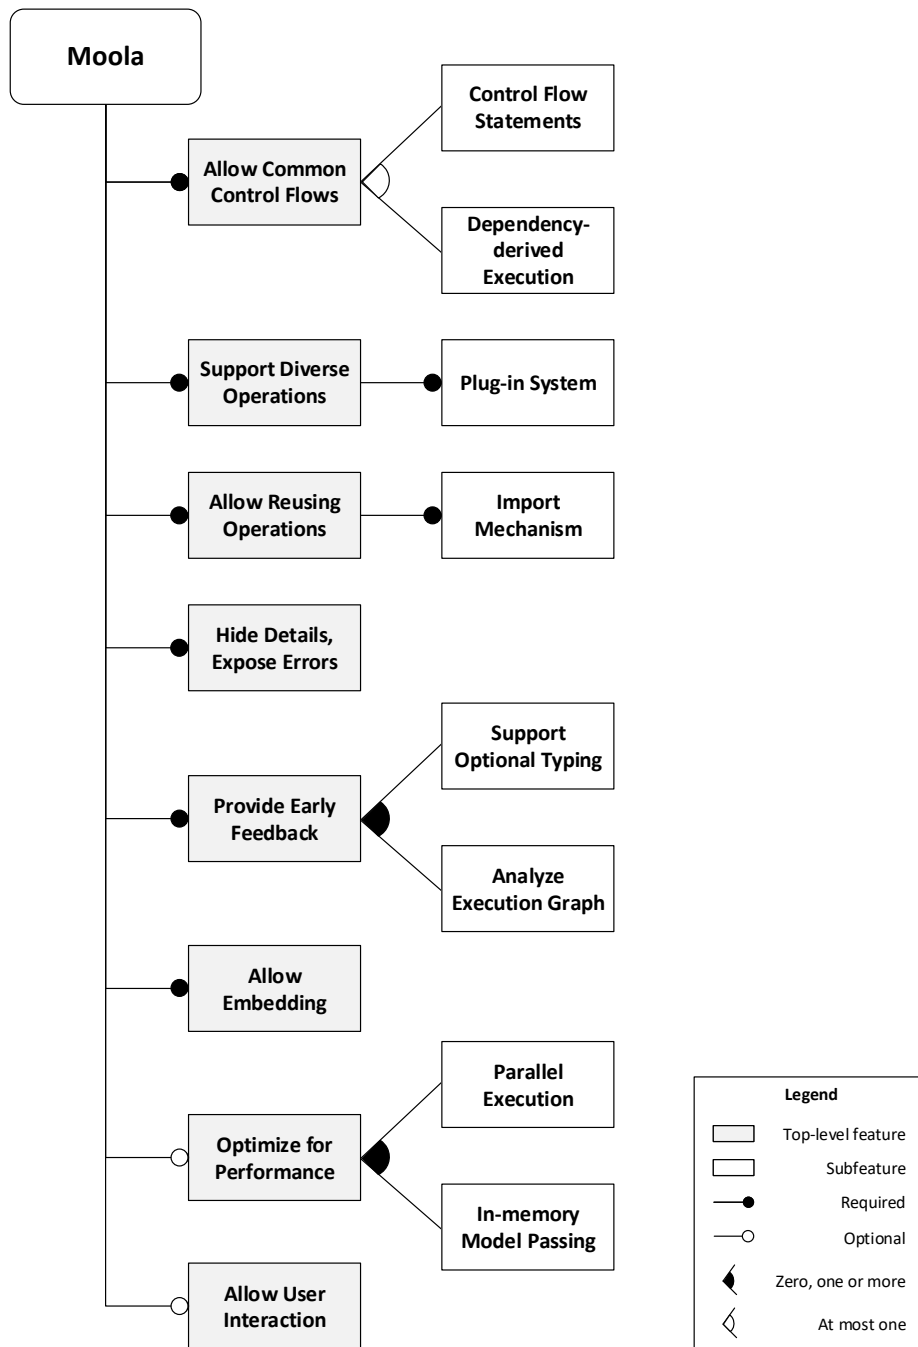 Moola
Allow Common
Control Flows
Control Flow
Statements
Dependency-
derived
Execution
Support Diverse
Operations
Plug-in System
Allow Reusing
Operations
Import
Mechanism
Hide Details,
Expose Errors
Provide Early
Feedback
Support
Optional Typing
Analyze
Execution Graph
Allow
Embedding
Optimize for
Performance
Parallel
Execution
In-memory
Model Passing
Allow User
Interaction
Legend
Top-level feature
Subfeature
Required
Optional
Zero, one or more
At most one